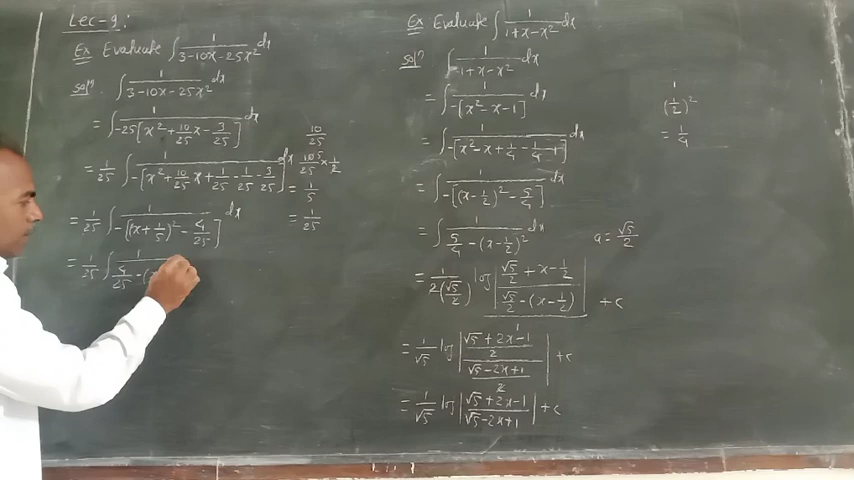 Lec-9:
Ex Evaluate ∫ 1/(3-10x-25x²) dx
Solⁿ. ∫ 1/(3-10x-25x²) dx
= ∫ 1/(-25[x²+10/25 x-3/25]) dx
= 1/25 ∫ 1/(-[x²+10/25 x+1/25-1/25-3/25]) dx
= 1/25 ∫ 1/(-[(x+1/5)²-4/25]) dx
= 1/25 ∫ 1/(4/25-(x
10/25
10/25×1/2
= 1/5
= 1/25
Ex Evaluate ∫ 1/(1+x-x²) dx
Solⁿ ∫ 1/(1+x-x²) dx
= ∫ 1/(-[x²-x-1]) dx
= ∫ 1/(-[x²-x+1/4-1/4-1]) dx
= ∫ 1/(-[(x-1/2)²-5/4]) dx
= ∫ 1/(5/4-(x-1/2)²) dx
a = √5/2
= 1/(2(√5/2)) log |(√5/2+x-1/2)/(√5/2-(x-1/2))| + c
= 1/√5 log |((√5+2x-1)/2)/((√5-2x+1)/2)| + c
= 1/√5 log |(√5+2x-1)/(√5-2x+1)| + c
1
(1/2)²
= 1/4